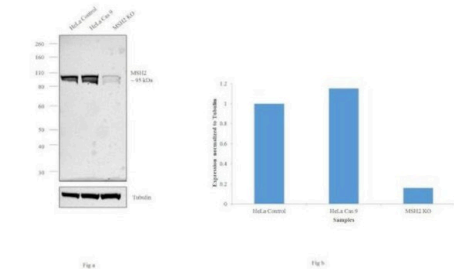 HeLa Control
HeLa Cas-9
MSH2 KO
260
160
110
80
60
50
40
30
MSH2
~ 95 kDa
Tubulin
Fig a
Expression normalized to Tubulin
1.2
1
0.8
0.6
0.4
0.2
0
HeLa Control
HeLa Cas-9
MSH2 KO
Samples
Fig b